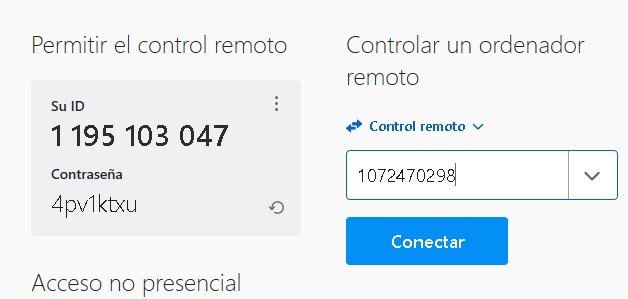 Permitir el control remoto
Su ID
1 195 103 047
Contraseña
4pv1ktxu
Acceso no presencial
Controlar un ordenador
remoto
Control remoto
1072470298
Conectar